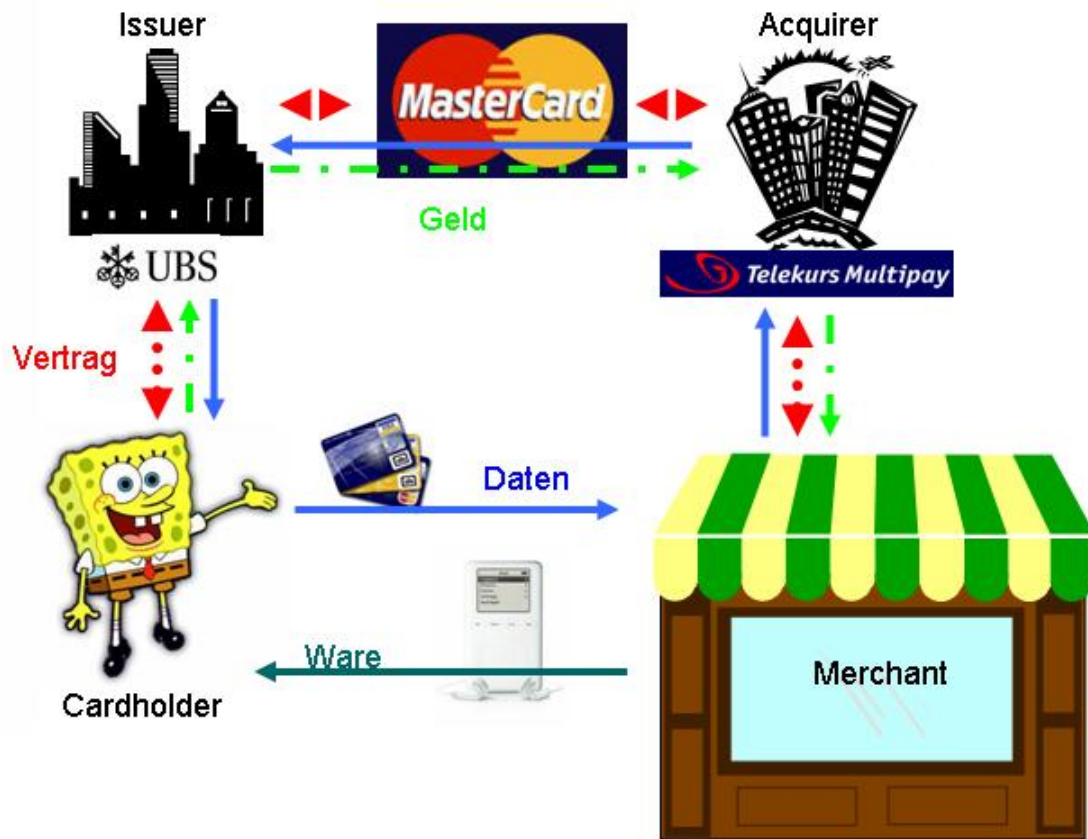 Issuer
Acquirer
MasterCard
Geld
UBS
Telekurs Multipay
Vertrag
Daten
Ware
Merchant
Cardholder